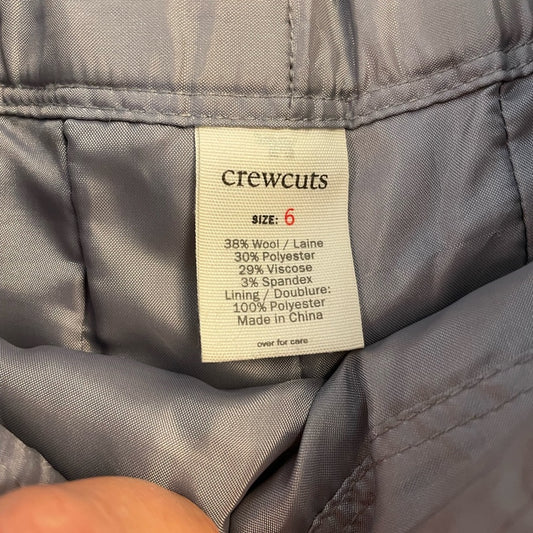 crewcuts
SIZE: 6
38% Wool / Laine
30% Polyester
29% Viscose
3% Spandex
Lining / Doublure:
100% Polyester
Made in China
over for care